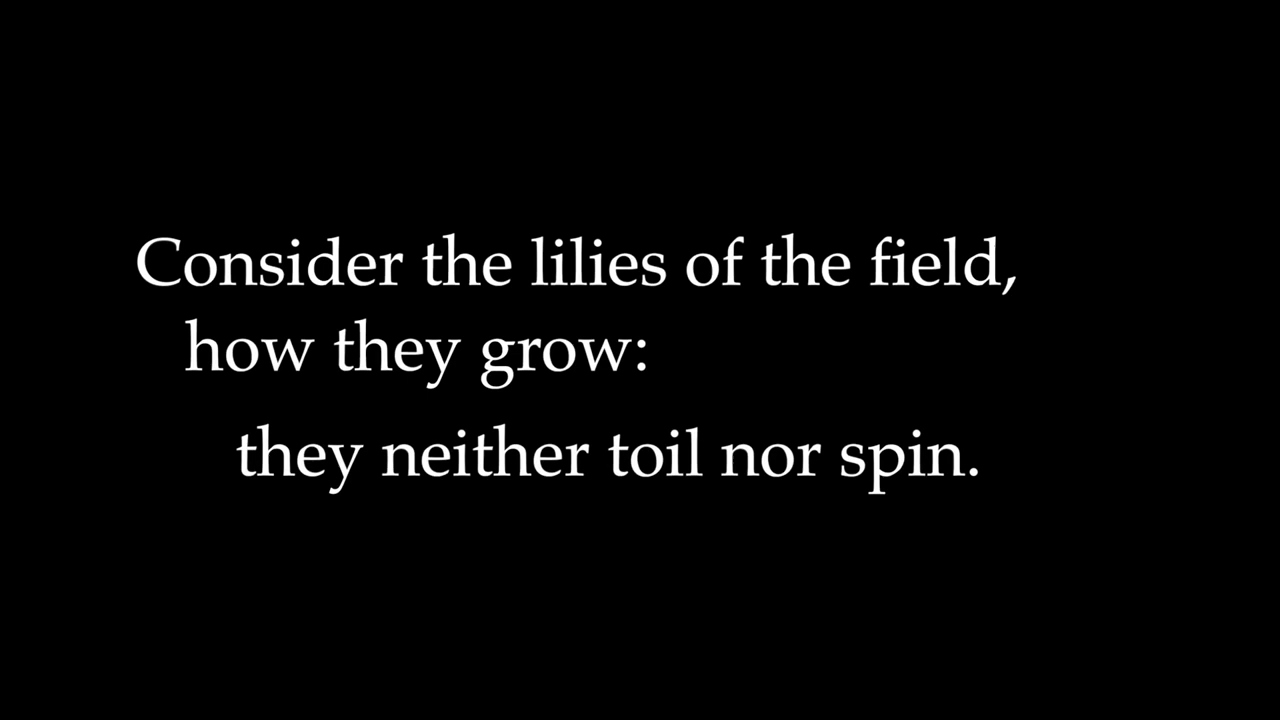 Consider the lilies of the field,
how they grow:
they neither toil nor spin.